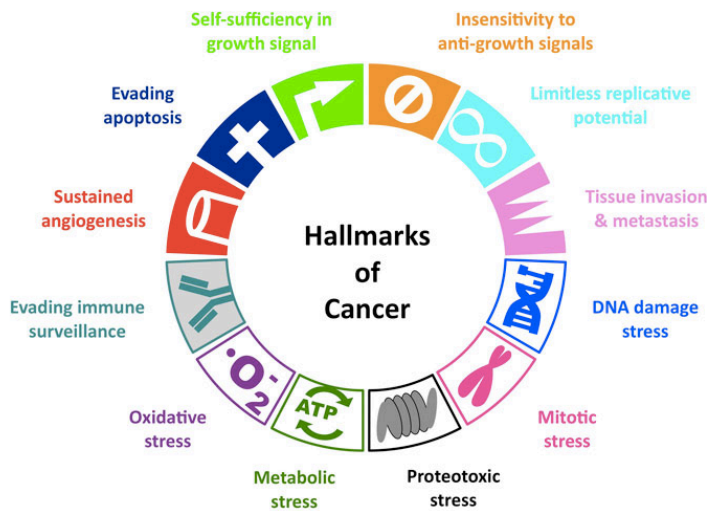 Self-sufficiency in
growth signal
Insensitivity to
anti-growth signals
Evading
apoptosis
Limitless replicative
potential
Sustained
angiogenesis
Tissue invasion
& metastasis
Hallmarks
of
Cancer
Evading immune
surveillance
DNA damage
stress
O₂⁻
Oxidative
stress
ATP
Mitotic
stress
Metabolic
stress
Proteotoxic
stress